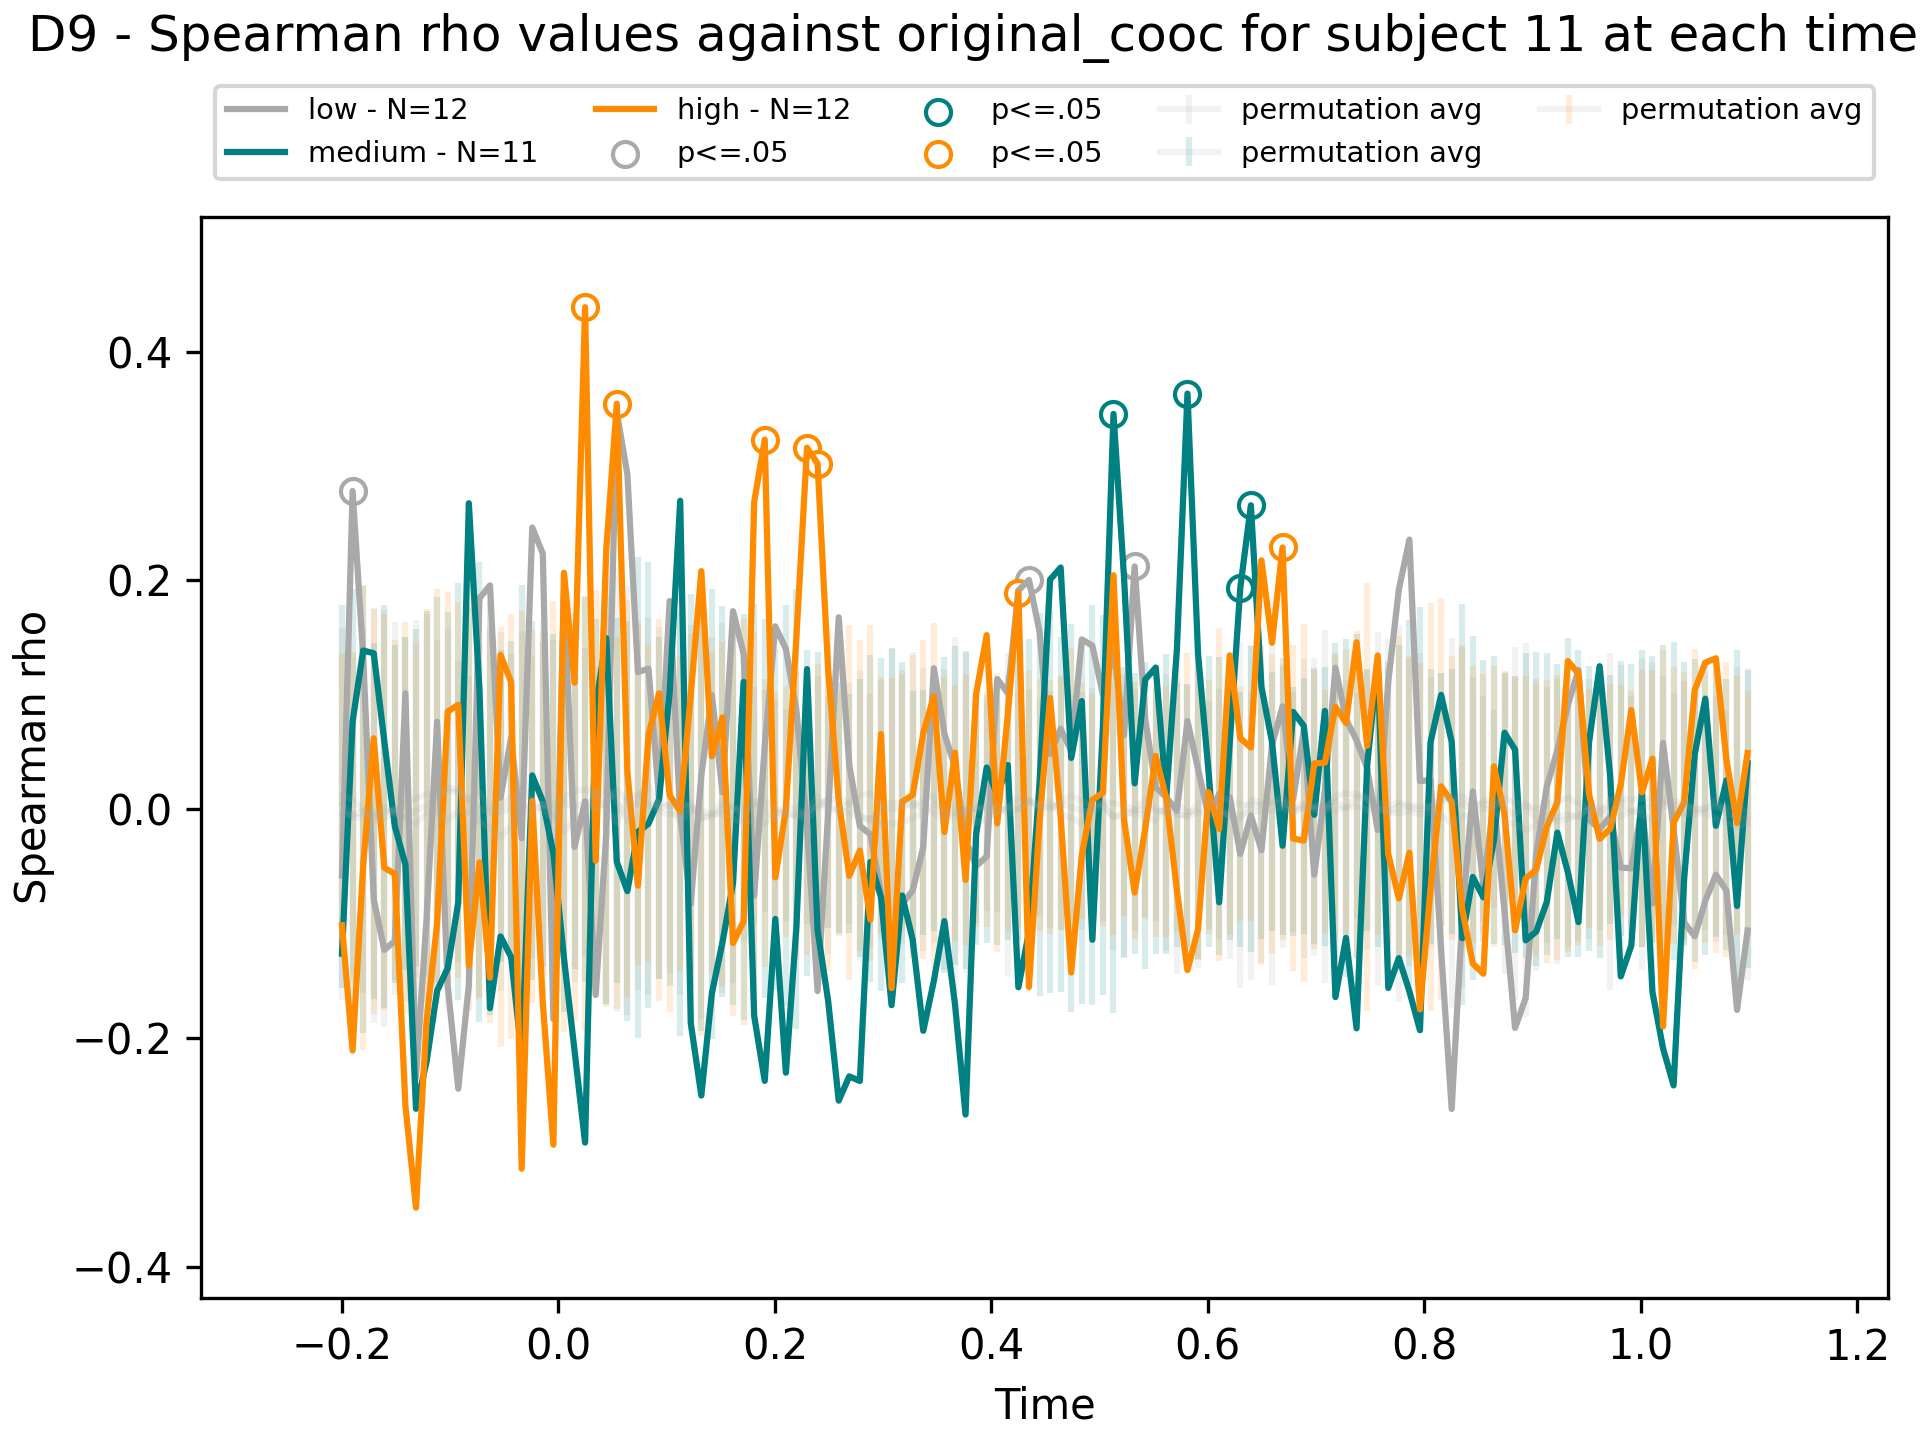 D9 - Spearman rho values against original_cooc for subject 11 at each time
low - N=12
medium - N=11
high - N=12
p<=.05
p<=.05
p<=.05
permutation avg
permutation avg
permutation avg
Spearman rho
0.4
0.2
0.0
−0.2
−0.4
−0.2
0.0
0.2
0.4
0.6
0.8
1.0
1.2
Time